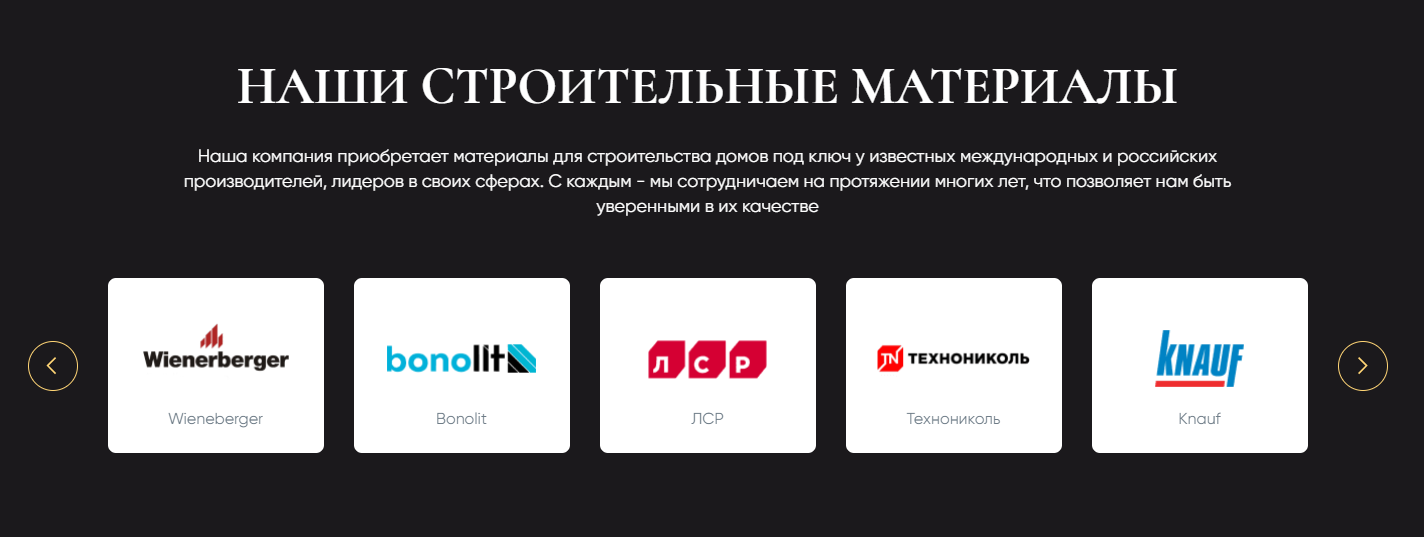 НАШИ СТРОИТЕЛЬНЫЕ МАТЕРИАЛЫ
Наша компания приобретает материалы для строительства домов под ключ у известных международных и российских
производителей, лидеров в своих сферах. С каждым - мы сотрудничаем на протяжении многих лет, что позволяет нам быть
уверенными в их качестве
Wienerberger
bonolit
ЛСР
TN ТЕХНОНИКОЛЬ
KNAUF
Wieneberger
Bonolit
ЛСР
Технониколь
Knauf